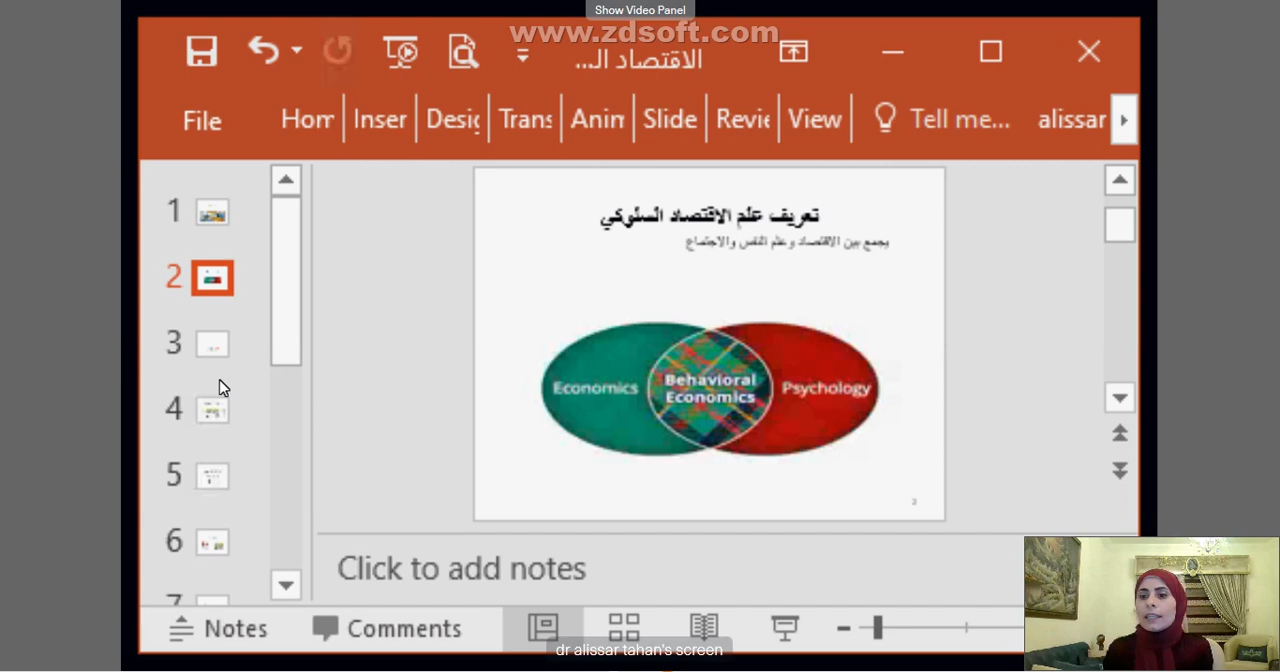 Show Video Panel
www.zdsoft.com
الاقتصاد ال...
File Hom Inser Desig Trans Anim Slide Revie View Tell me... alissar
1
2
3
4
5
6
7
تعريف علم الاقتصاد السلوكي
يجمع بين الاقتصاد وعلم النفس والاجتماع
Economics
Behavioral
Economics
Psychology
Click to add notes
Notes Comments
dr alissar tahan's screen